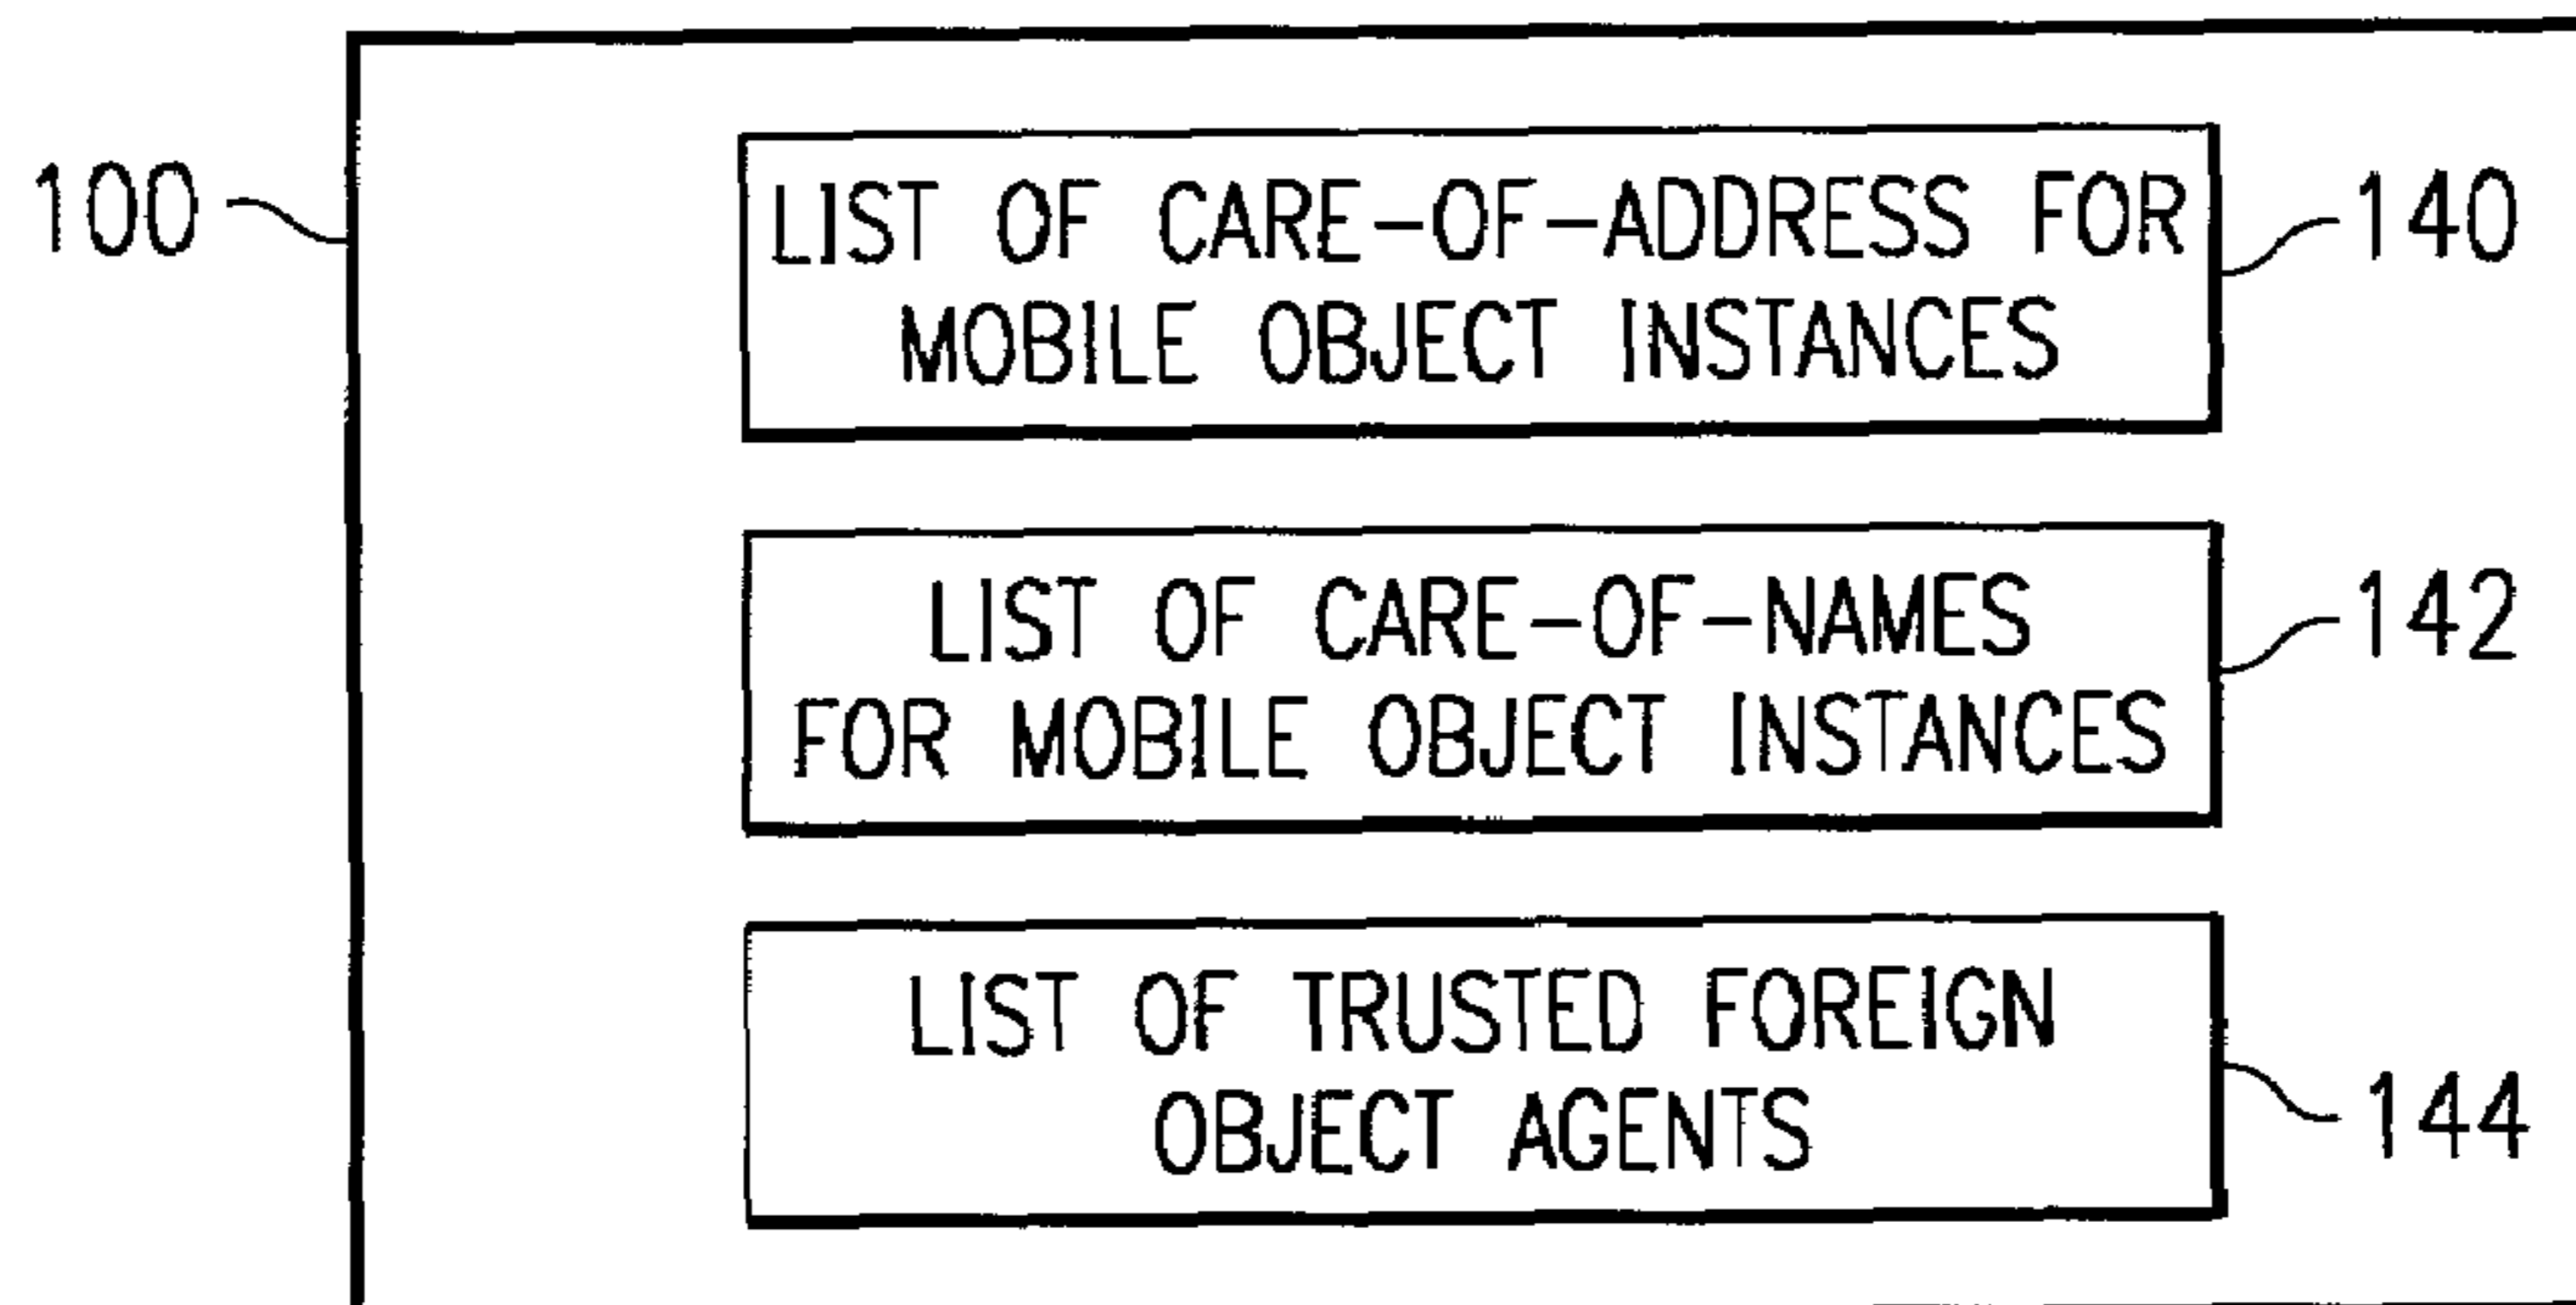 100
LIST OF CARE-OF-ADDRESS FOR
MOBILE OBJECT INSTANCES
140
LIST OF CARE-OF-NAMES
FOR MOBILE OBJECT INSTANCES
142
LIST OF TRUSTED FOREIGN
OBJECT AGENTS
144